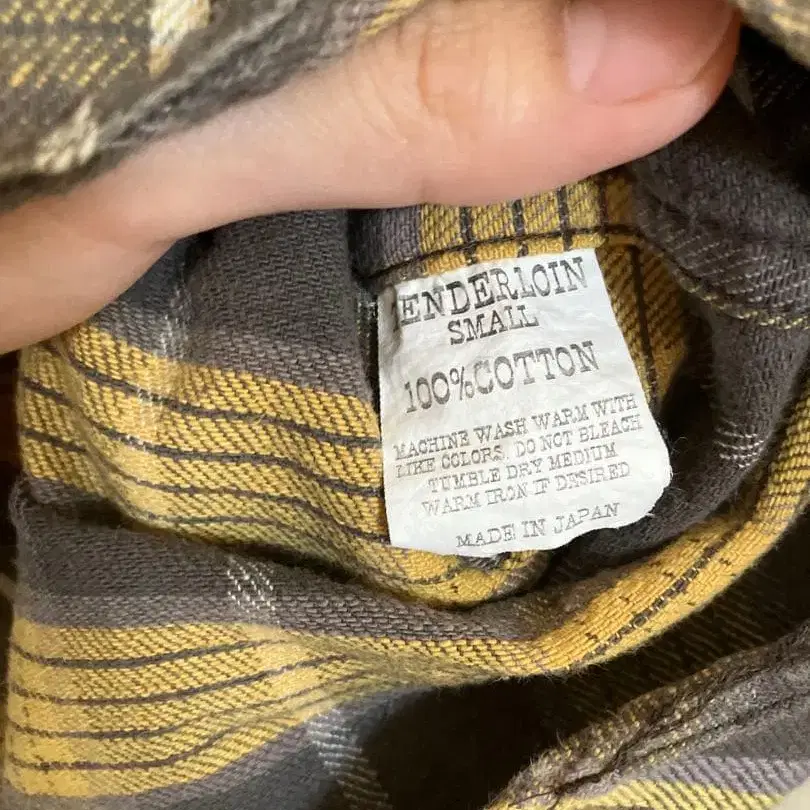 TENDERLOIN
SMALL
100%COTTON
MACHINE WASH WARM WITH
LIKE COLORS. DO NOT BLEACH
TUMBLE DRY MEDIUM
WARM IRON IF DESIRED
MADE IN JAPAN